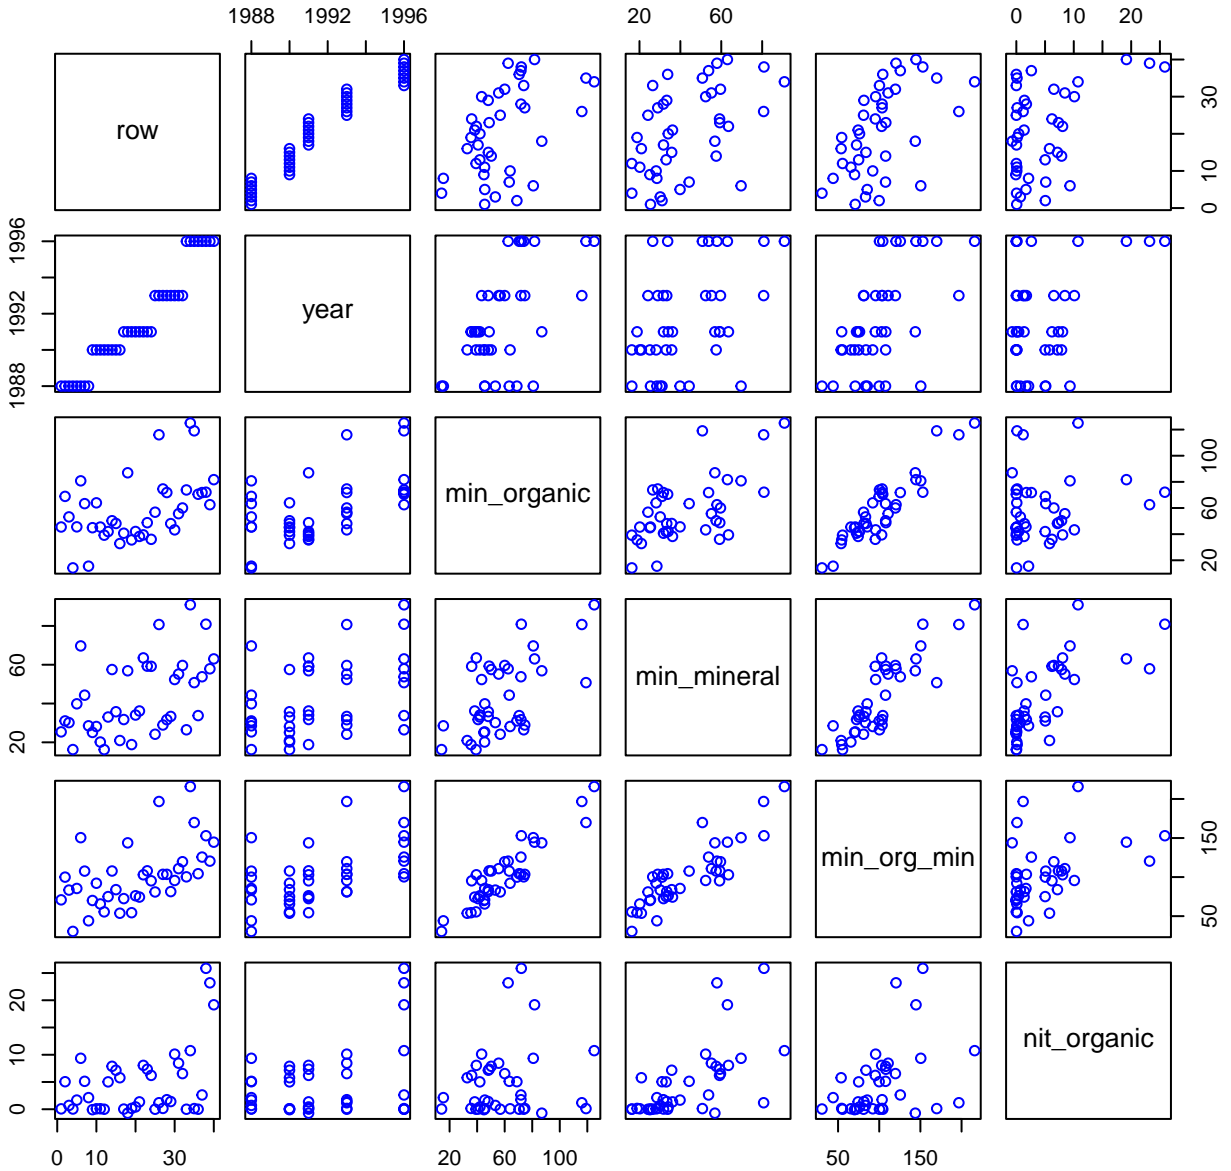 1988 1992 1996 20 60 0 10 20
row 0 10 30
1988 1992 1996 year
min_organic 20 60 100
20 60 min_mineral
min_org_min 50 150
0 10 20 nit_organic
0 10 30 20 60 100 50 150